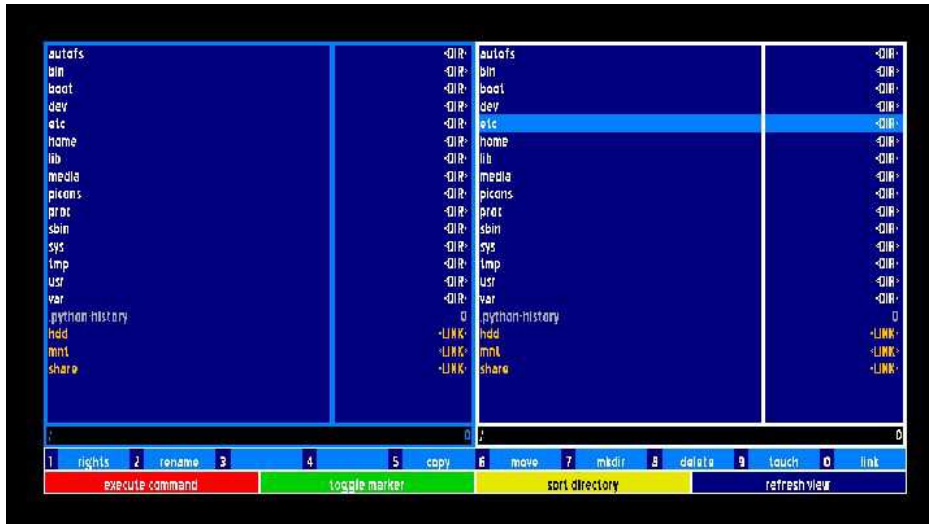 autofs <DIR> autofs <DIR>
bin <DIR> bin <DIR>
boot <DIR> boot <DIR>
dev <DIR> dev <DIR>
etc <DIR> etc <DIR>
home <DIR> home <DIR>
lib <DIR> lib <DIR>
media <DIR> media <DIR>
picons <DIR> picons <DIR>
proc <DIR> proc <DIR>
sbin <DIR> sbin <DIR>
sys <DIR> sys <DIR>
tmp <DIR> tmp <DIR>
usr <DIR> usr <DIR>
var <DIR> var <DIR>
.python-history 0 .python-history 0
hdd <LINK> hdd <LINK>
mnt <LINK> mnt <LINK>
share <LINK> share <LINK>
/ 0 / 0
1 rights 2 rename 3 4 5 copy 6 move 7 mkdir 8 delete 9 touch 0 link
execute command toggle marker sort directory refresh view